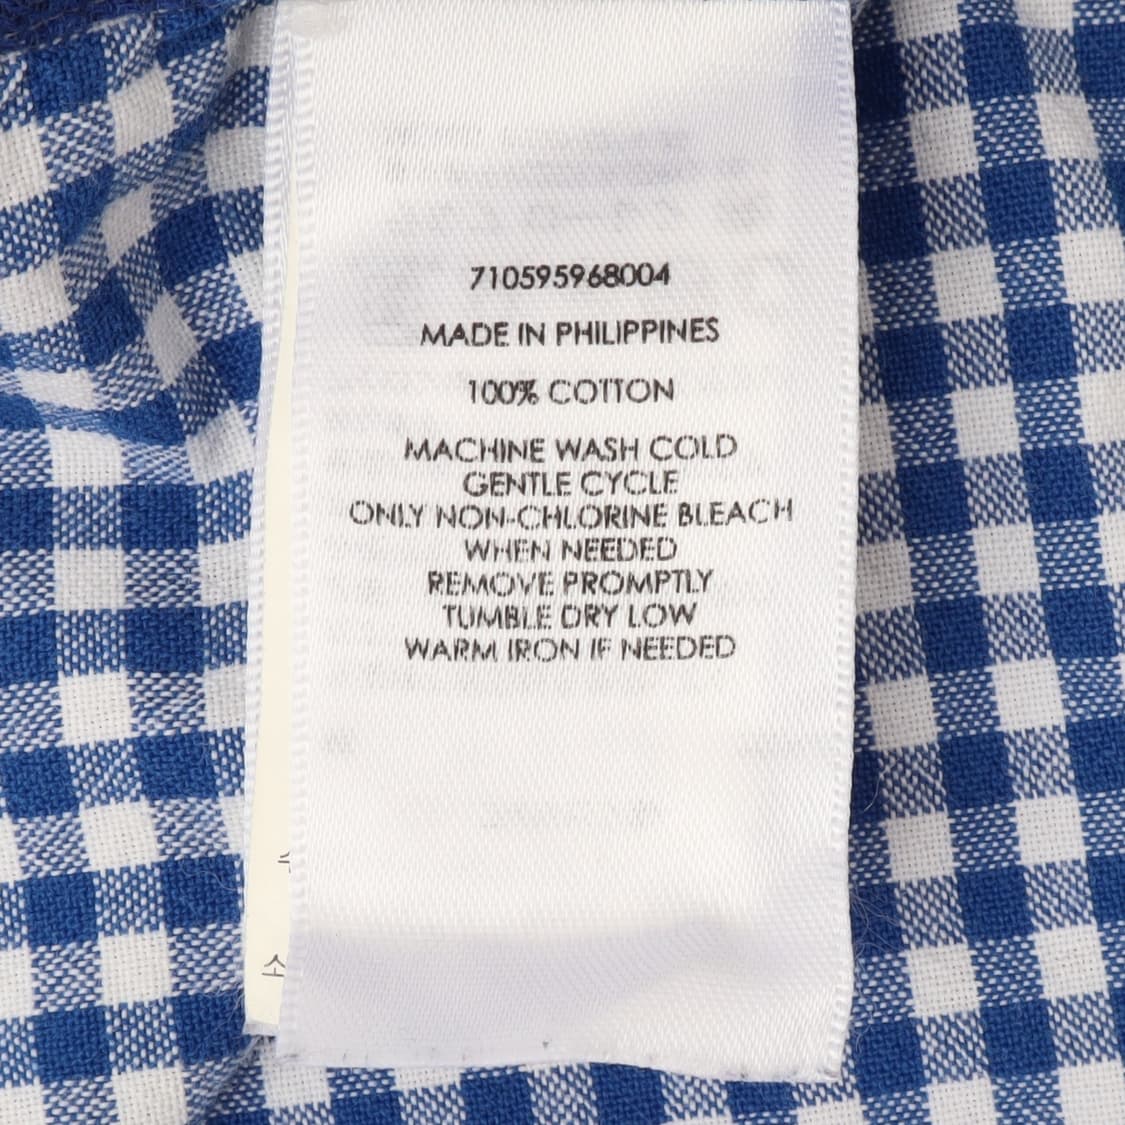 710595968004
MADE IN PHILIPPINES
100% COTTON
MACHINE WASH COLD
GENTLE CYCLE
ONLY NON-CHLORINE BLEACH
WHEN NEEDED
REMOVE PROMPTLY
TUMBLE DRY LOW
WARM IRON IF NEEDED
소